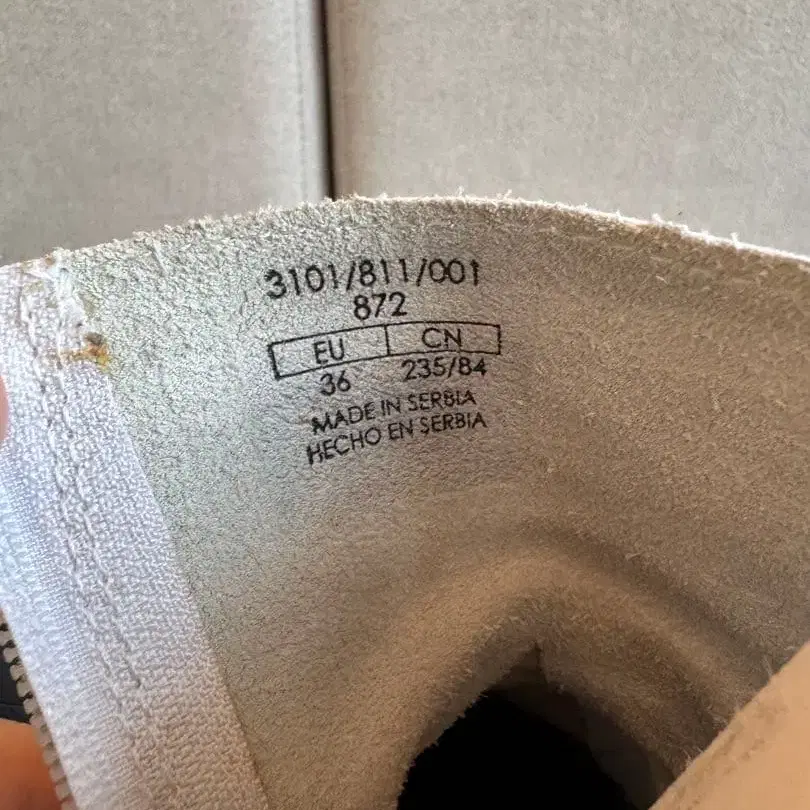 3101/811/001
872
EU CN
36 235/84
MADE IN SERBIA
HECHO EN SERBIA